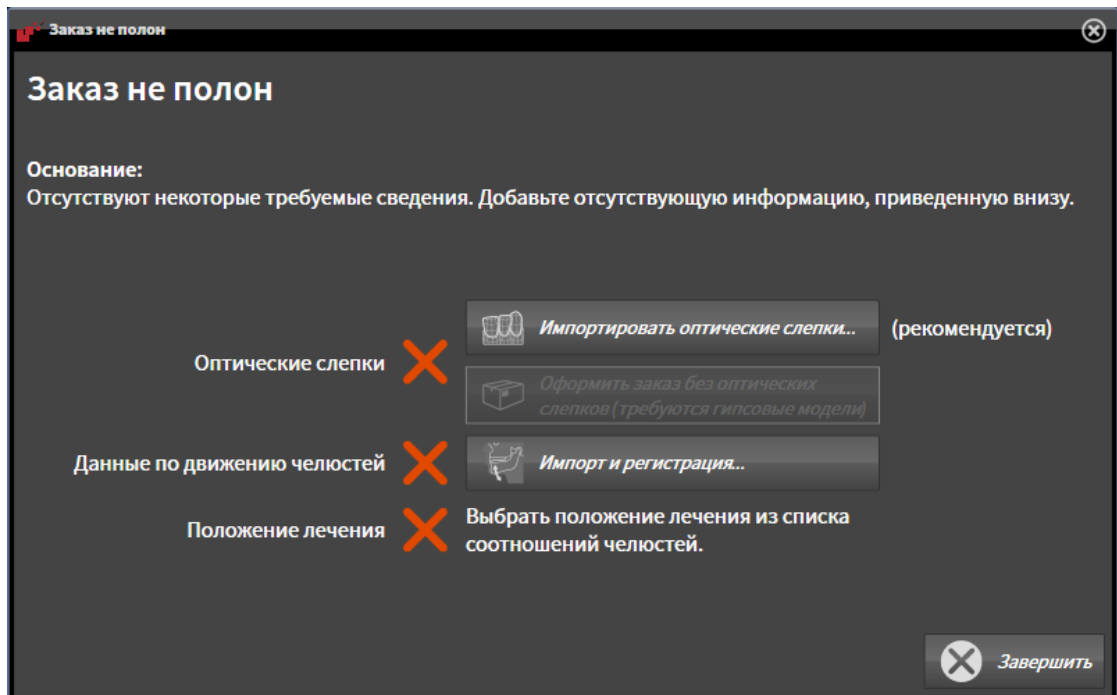 Заказ не полон
Заказ не полон
Основание:
Отсутствуют некоторые требуемые сведения. Добавьте отсутствующую информацию, приведенную внизу.
Оптические слепки
Импортировать оптические слепки...
(рекомендуется)
Оформить заказ без оптических
слепков (требуются гипсовые модели)
Данные по движению челюстей
Импорт и регистрация...
Положение лечения
Выбрать положение лечения из списка
соотношений челюстей.
Завершить